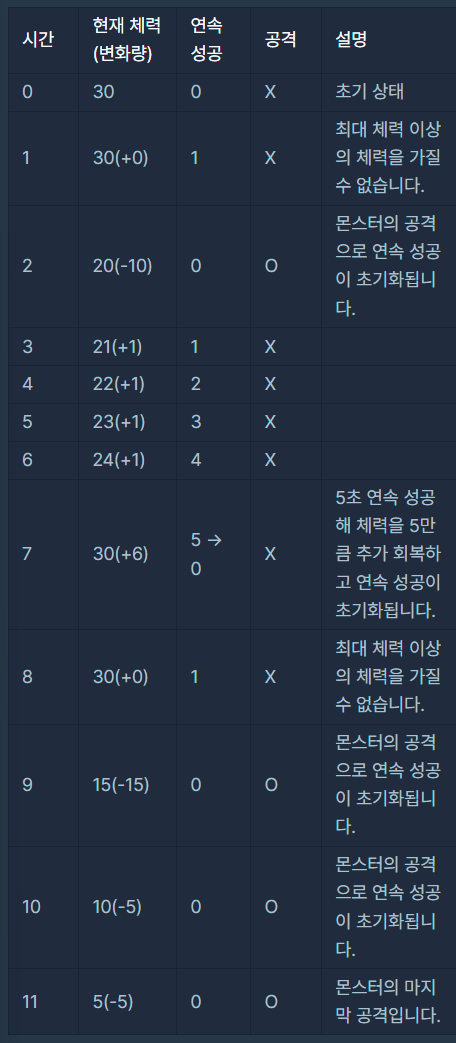 시간 현재 체력 (변화량) 연속 성공 공격 설명
0 30 0 X 초기 상태
1 30(+0) 1 X 최대 체력 이상
의 체력을 가질
수 없습니다.
2 20(-10) 0 O 몬스터의 공격
으로 연속 성공
이 초기화됩니
다.
3 21(+1) 1 X
4 22(+1) 2 X
5 23(+1) 3 X
6 24(+1) 4 X
7 30(+6) 5 → 0 X 5초 연속 성공
해 체력을 5만
큼 추가 회복하
고 연속 성공이
초기화됩니다.
8 30(+0) 1 X 최대 체력 이상
의 체력을 가질
수 없습니다.
9 15(-15) 0 O 몬스터의 공격
으로 연속 성공
이 초기화됩니
다.
10 10(-5) 0 O 몬스터의 공격
으로 연속 성공
이 초기화됩니
다.
11 5(-5) 0 O 몬스터의 마지
막 공격입니다.